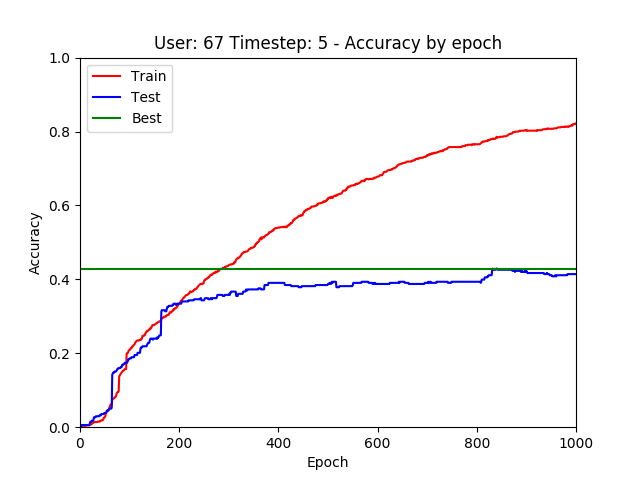 User: 67 Timestep: 5 - Accuracy by epoch
Train
Test
Best
1.0
0.8
0.6
0.4
0.2
0.0
Accuracy
0 200 400 600 800 1000
Epoch